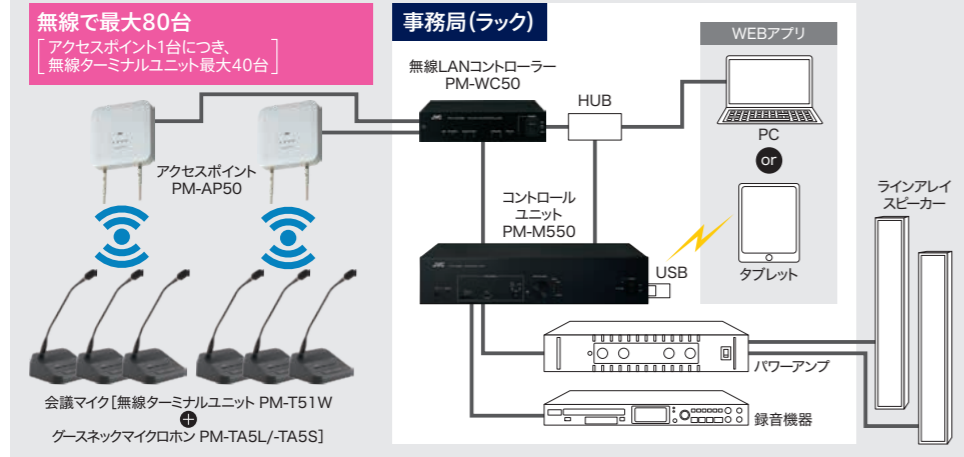 無線で最大80台
アクセスポイント1台につき、
無線ターミナルユニット最大40台
アクセスポイント
PM-AP50
会議マイク[無線ターミナルユニット PM-T51W
+
グースネックマイクロホン PM-TA5L/-TA5S]
事務局(ラック)
無線LANコントローラー
PM-WC50
JVC
HUB
コントロール
ユニット
PM-M550
JVC
USB
WEBアプリ
PC
or
タブレット
パワーアンプ
録音機器
ラインアレイ
スピーカー